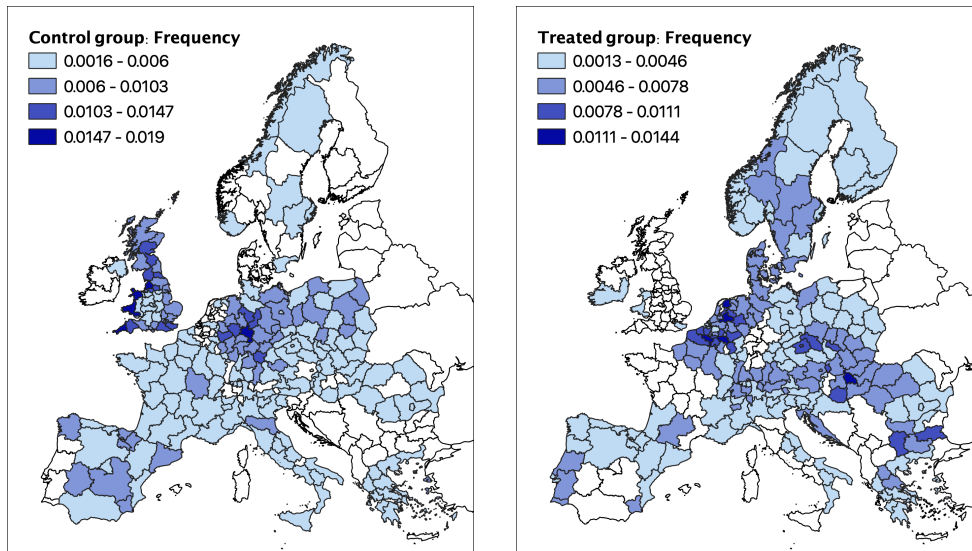 Control group: Frequency
0.0016 - 0.006
0.006 - 0.0103
0.0103 - 0.0147
0.0147 - 0.019
Treated group: Frequency
0.0013 - 0.0046
0.0046 - 0.0078
0.0078 - 0.0111
0.0111 - 0.0144